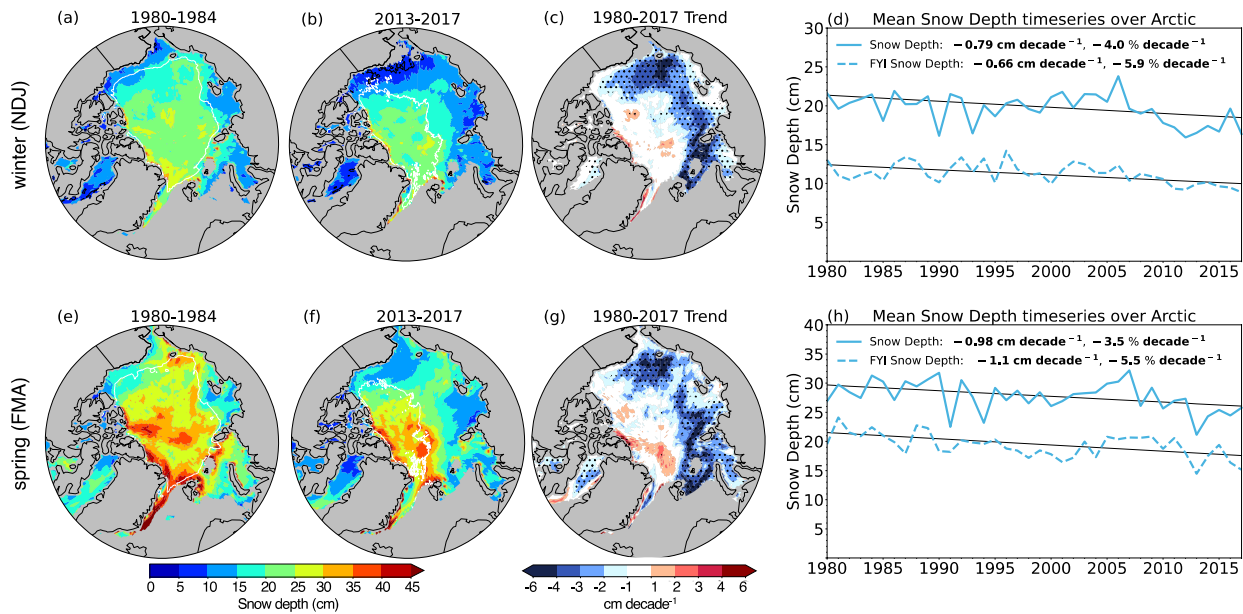 (a) 1980-1984
(b) 2013-2017
(c) 1980-2017 Trend
(d) Mean Snow Depth timeseries over Arctic
winter (NDJ)
Snow Depth: −0.79 cm decade⁻¹, −4.0 % decade⁻¹
FYI Snow Depth: −0.66 cm decade⁻¹, −5.9 % decade⁻¹
Snow Depth (cm)
30
25
20
15
10
5
1980 1985 1990 1995 2000 2005 2010 2015
(e) 1980-1984
(f) 2013-2017
(g) 1980-2017 Trend
(h) Mean Snow Depth timeseries over Arctic
spring (FMA)
Snow Depth: −0.98 cm decade⁻¹, −3.5 % decade⁻¹
FYI Snow Depth: −1.1 cm decade⁻¹, −5.5 % decade⁻¹
Snow Depth (cm)
40
35
30
25
20
15
10
5
1980 1985 1990 1995 2000 2005 2010 2015
0 5 10 15 20 25 30 35 40 45
Snow depth (cm)
-6 -4 -3 -2 -1 1 2 3 4 6
cm decade⁻¹